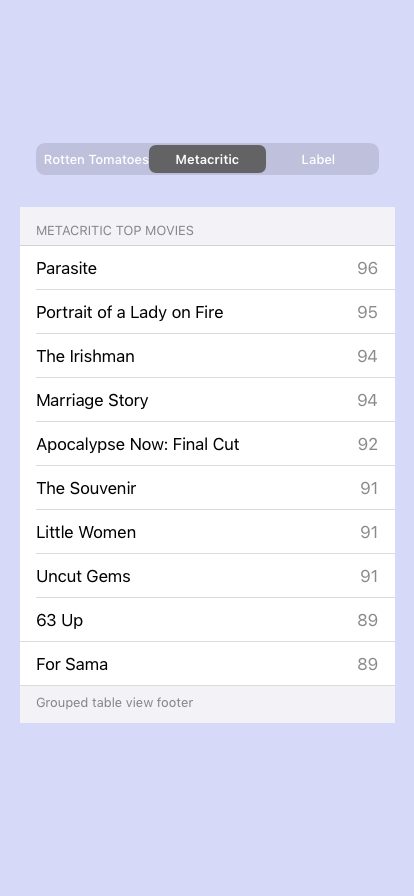 Rotten Tomatoes Metacritic Label
METACRITIC TOP MOVIES
Parasite 96
Portrait of a Lady on Fire 95
The Irishman 94
Marriage Story 94
Apocalypse Now: Final Cut 92
The Souvenir 91
Little Women 91
Uncut Gems 91
63 Up 89
For Sama 89
Grouped table view footer